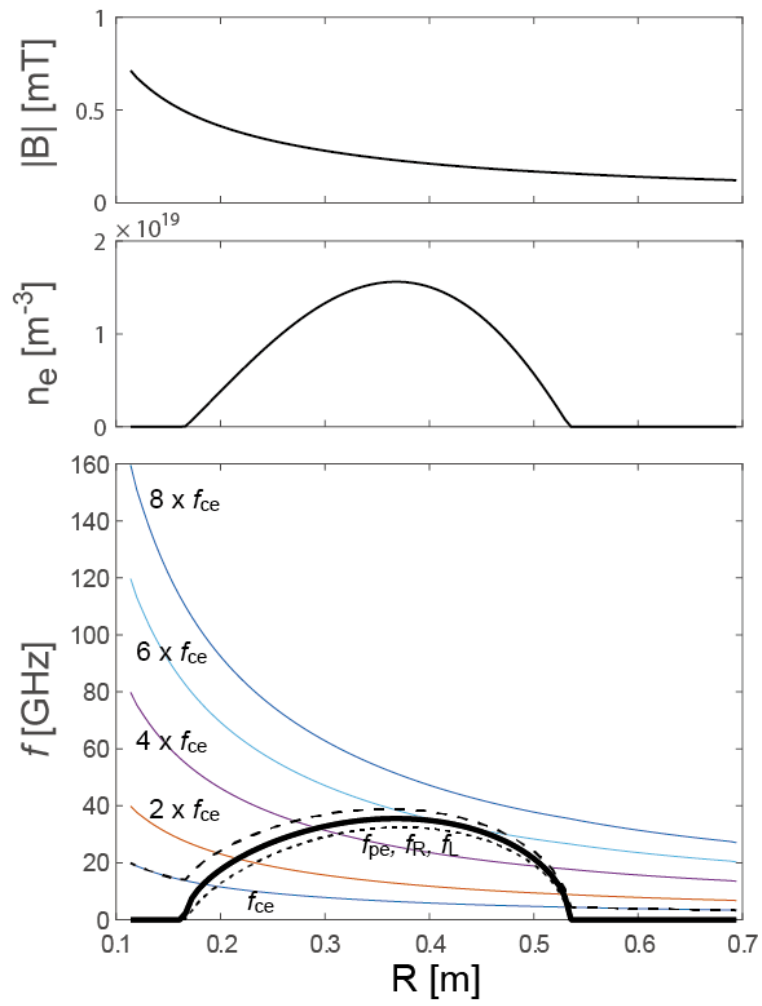 |B| [mT]
1
0.5
0
× 10^19
n_e [m^-3]
2
1
0
f [GHz]
160
140
120
100
80
60
40
20
0
8 x f_ce
6 x f_ce
4 x f_ce
2 x f_ce
f_pe, f_R, f_L
f_ce
0.1 0.2 0.3 0.4 0.5 0.6 0.7
R [m]